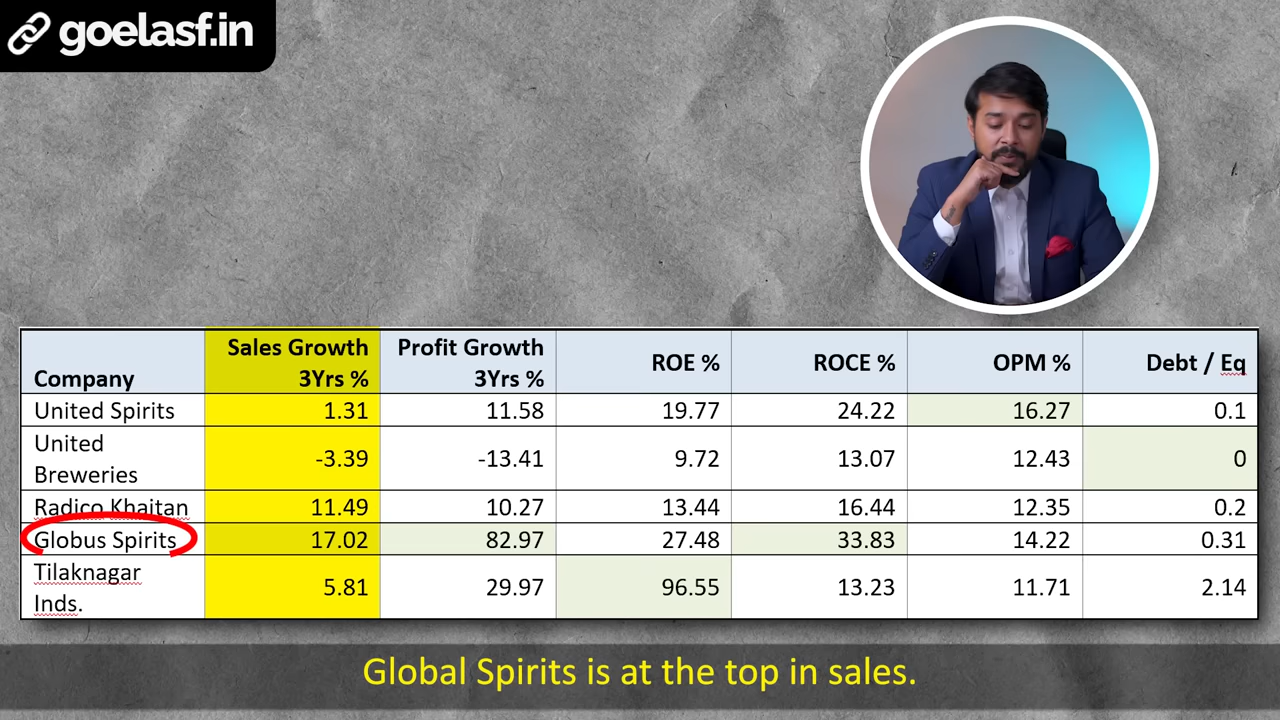 goelasf.in
Company Sales Growth 3Yrs % Profit Growth 3Yrs % ROE % ROCE % OPM % Debt / Eq
United Spirits 1.31 11.58 19.77 24.22 16.27 0.1
United Breweries -3.39 -13.41 9.72 13.07 12.43 0
Radico Khaitan 11.49 10.27 13.44 16.44 12.35 0.2
Globus Spirits 17.02 82.97 27.48 33.83 14.22 0.31
Tilaknagar Inds. 5.81 29.97 96.55 13.23 11.71 2.14
Global Spirits is at the top in sales.